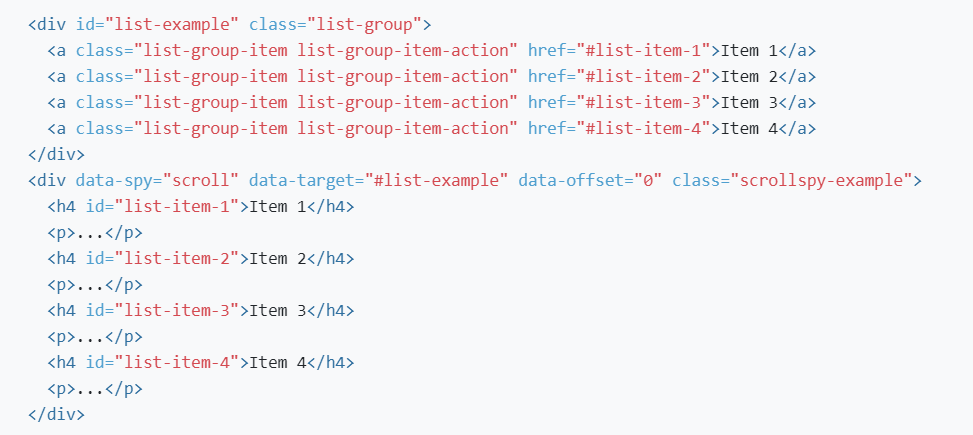 <div id="list-example" class="list-group">
  <a class="list-group-item list-group-item-action" href="#list-item-1">Item 1</a>
  <a class="list-group-item list-group-item-action" href="#list-item-2">Item 2</a>
  <a class="list-group-item list-group-item-action" href="#list-item-3">Item 3</a>
  <a class="list-group-item list-group-item-action" href="#list-item-4">Item 4</a>
</div>
<div data-spy="scroll" data-target="#list-example" data-offset="0" class="scrollspy-example">
  <h4 id="list-item-1">Item 1</h4>
  <p>...</p>
  <h4 id="list-item-2">Item 2</h4>
  <p>...</p>
  <h4 id="list-item-3">Item 3</h4>
  <p>...</p>
  <h4 id="list-item-4">Item 4</h4>
  <p>...</p>
</div>